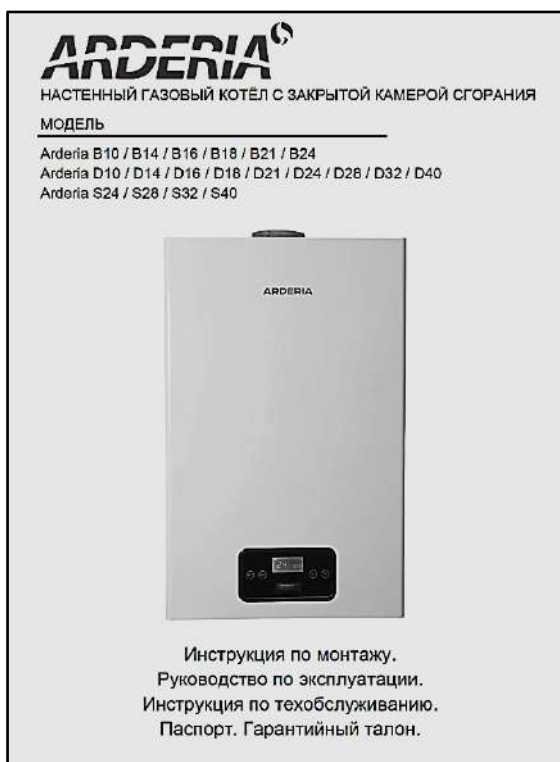 ARDERIA
НАСТЕННЫЙ ГАЗОВЫЙ КОТЁЛ С ЗАКРЫТОЙ КАМЕРОЙ СГОРАНИЯ
МОДЕЛЬ
Arderia B10 / B14 / B16 / B18 / B21 / B24
Arderia D10 / D14 / D16 / D18 / D21 / D24 / D28 / D32 / D40
Arderia S24 / S28 / S32 / S40
ARDERIA
24
Инструкция по монтажу.
Руководство по эксплуатации.
Инструкция по техобслуживанию.
Паспорт. Гарантийный талон.